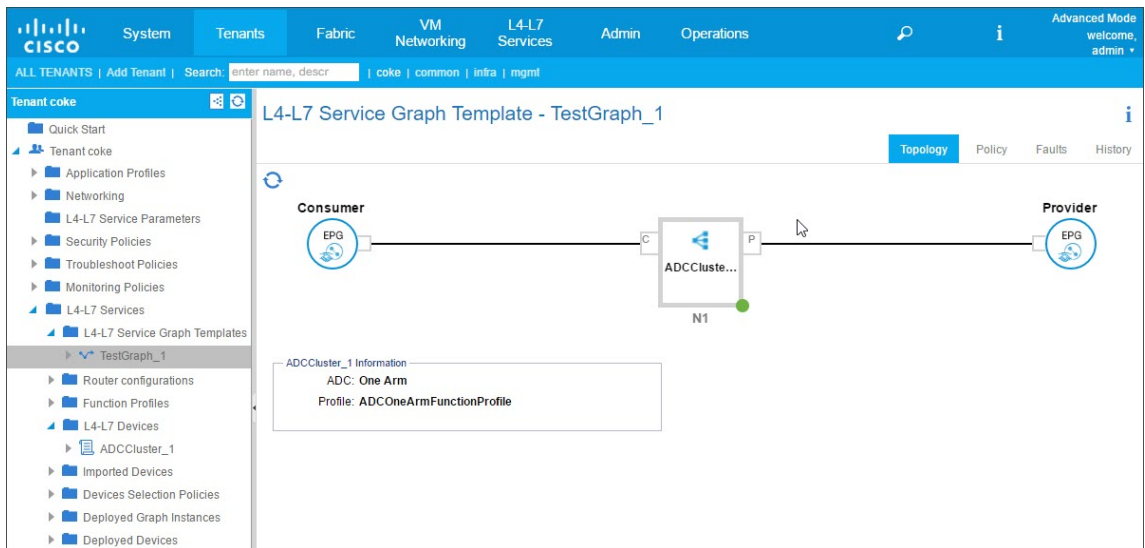 CISCO
System
Tenants
Fabric
VM
Networking
L4-L7
Services
Admin
Operations
i
Advanced Mode
welcome,
admin
ALL TENANTS | Add Tenant | Search: enter name, descr | coke | common | infra | mgmt
Tenant coke
Quick Start
Tenant coke
Application Profiles
Networking
L4-L7 Service Parameters
Security Policies
Troubleshoot Policies
Monitoring Policies
L4-L7 Services
L4-L7 Service Graph Templates
TestGraph_1
Router configurations
Function Profiles
L4-L7 Devices
ADCCluster_1
Imported Devices
Devices Selection Policies
Deployed Graph Instances
Deployed Devices
L4-L7 Service Graph Template - TestGraph_1
i
Topology
Policy
Faults
History
Consumer
EPG
C
P
ADCCluste...
N1
Provider
EPG
ADCCluster_1 Information
ADC: One Arm
Profile: ADCOneArmFunctionProfile